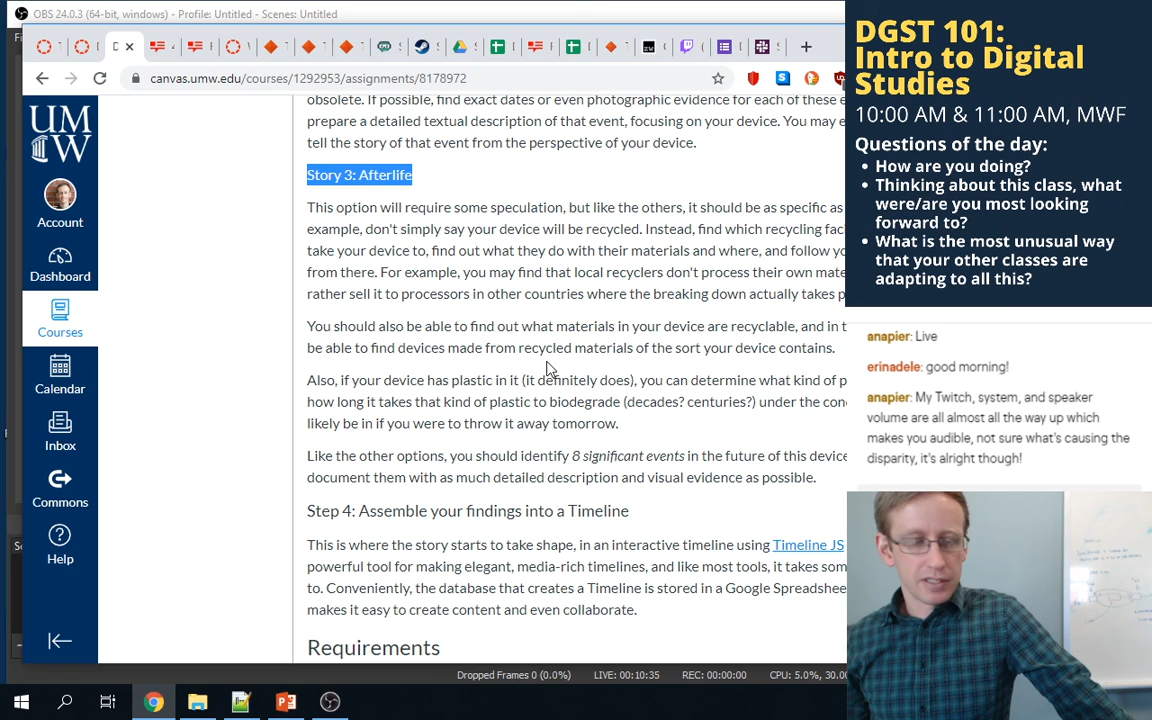 OBS 24.0.3 (64-bit, windows) - Profile: Untitled - Scenes: Untitled
canvas.umw.edu/courses/1292953/assignments/8178972
UMW
Account
Dashboard
Courses
Calendar
Inbox
Commons
Help
obsolete. If possible, find exact dates or even photographic evidence for each of these e
prepare a detailed textual description of that event, focusing on your device. You may e
tell the story of that event from the perspective of your device.
Story 3: Afterlife
This option will require some speculation, but like the others, it should be as specific as
example, don't simply say your device will be recycled. Instead, find which recycling faci
take your device to, find out what they do with their materials and where, and follow yo
from there. For example, you may find that local recyclers don't process their own mate
rather sell it to processors in other countries where the breaking down actually takes p
You should also be able to find out what materials in your device are recyclable, and in t
be able to find devices made from recycled materials of the sort your device contains.
Also, if your device has plastic in it (it definitely does), you can determine what kind of p
how long it takes that kind of plastic to biodegrade (decades? centuries?) under the con
likely be in if you were to throw it away tomorrow.
Like the other options, you should identify 8 significant events in the future of this device
document them with as much detailed description and visual evidence as possible.
Step 4: Assemble your findings into a Timeline
This is where the story starts to take shape, in an interactive timeline using Timeline JS
powerful tool for making elegant, media-rich timelines, and like most tools, it takes som
to. Conveniently, the database that creates a Timeline is stored in a Google Spreadshee
makes it easy to create content and even collaborate.
Requirements
Dropped Frames 0 (0.0%) LIVE: 00:10:35 REC: 00:00:00 CPU: 5.0%, 30.00
DGST 101:
Intro to Digital
Studies
10:00 AM & 11:00 AM, MWF
Questions of the day:
• How are you doing?
• Thinking about this class, what
were/are you most looking
forward to?
• What is the most unusual way
that your other classes are
adapting to all this?
anapier: Live
erinadele: good morning!
anapier: My Twitch, system, and speaker
volume are all almost all the way up which
makes you audible, not sure what's causing the
disparity, it's alright though!